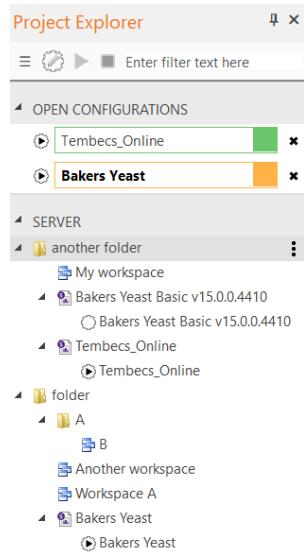 Project Explorer
Enter filter text here
OPEN CONFIGURATIONS
Tembecs_Online
Bakers Yeast
SERVER
another folder
My workspace
Bakers Yeast Basic v15.0.0.4410
Bakers Yeast Basic v15.0.0.4410
Tembecs_Online
Tembecs_Online
folder
A
B
Another workspace
Workspace A
Bakers Yeast
Bakers Yeast